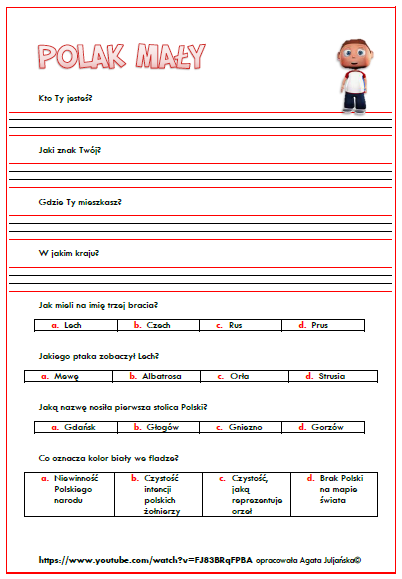 POLAK MAŁY
Kto Ty jesteś?
Jaki znak Twój?
Gdzie Ty mieszkasz?
W jakim kraju?
Jak mieli na imię trzej bracia?
a. Lech b. Czech c. Rus d. Prus
Jakiego ptaka zobaczył Lech?
a. Mewę b. Albatrosa c. Orła d. Strusia
Jaką nazwę nosiła pierwsza stolica Polski?
a. Gdańsk b. Głogów c. Gniezno d. Gorzów
Co oznacza kolor biały we fladze?
a. Niewinność
Polskiego
narodu
b. Czystość
intencji
polskich
żołnierzy
c. Czystość,
jaką
reprezentuje
orzeł
d. Brak Polski
na mapie
świata
https://www.youtube.com/watch?v=FJ83BRqFPBA opracowała Agata Juljańska©